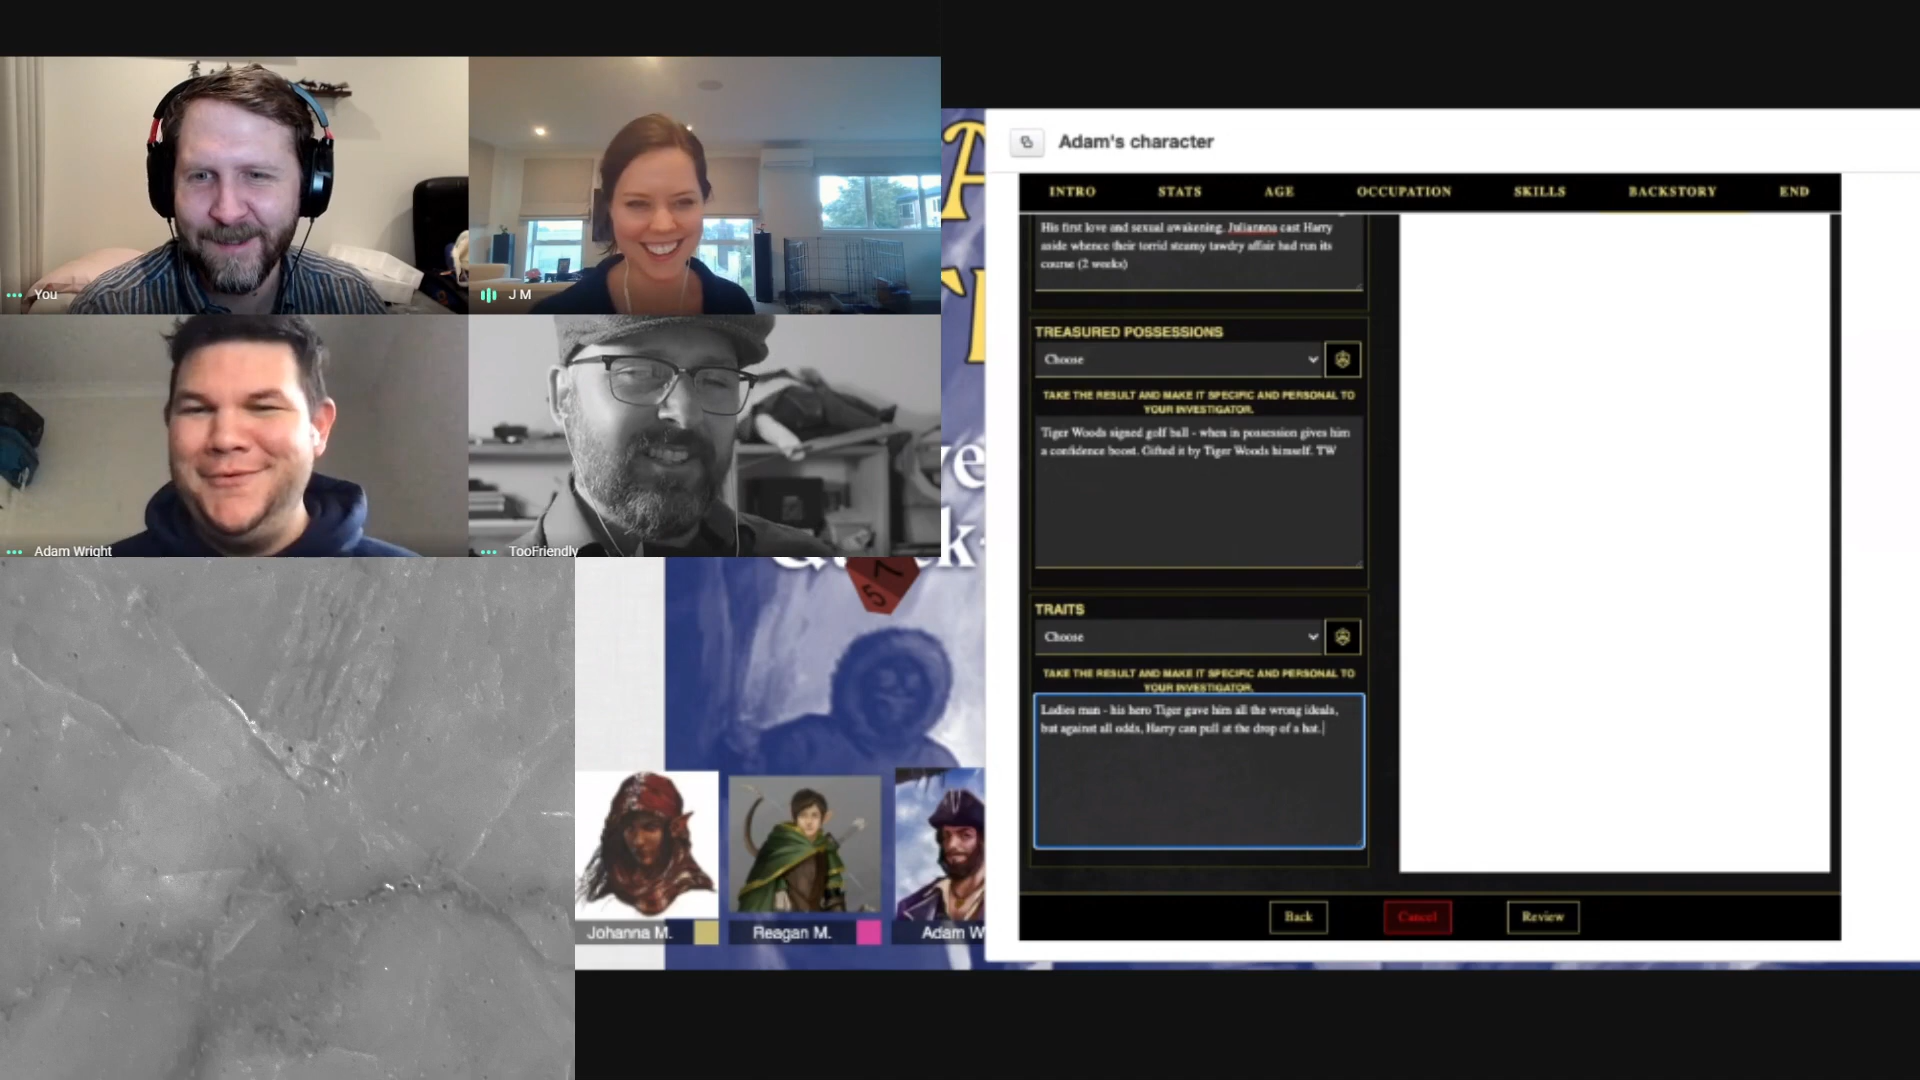 You
J M
Adam Wright
TooFriendly
57
Johanna M.
Reagan M.
Adam W
Adam's character
INTRO STATS AGE OCCUPATION SKILLS BACKSTORY END
His first love and sexual awakening. Julianna cast Harry
aside whence their torrid steamy tawdry affair had run its
course (2 weeks)
TREASURED POSSESSIONS
Choose
TAKE THE RESULT AND MAKE IT SPECIFIC AND PERSONAL TO
YOUR INVESTIGATOR.
Tiger Woods signed golf ball - when in possession gives him
a confidence boost. Gifted it by Tiger Woods himself. TW
TRAITS
Choose
TAKE THE RESULT AND MAKE IT SPECIFIC AND PERSONAL TO
YOUR INVESTIGATOR.
Ladies man - his hero Tiger gave him all the wrong ideals,
but against all odds, Harry can pull at the drop of a hat.
Back Cancel Review